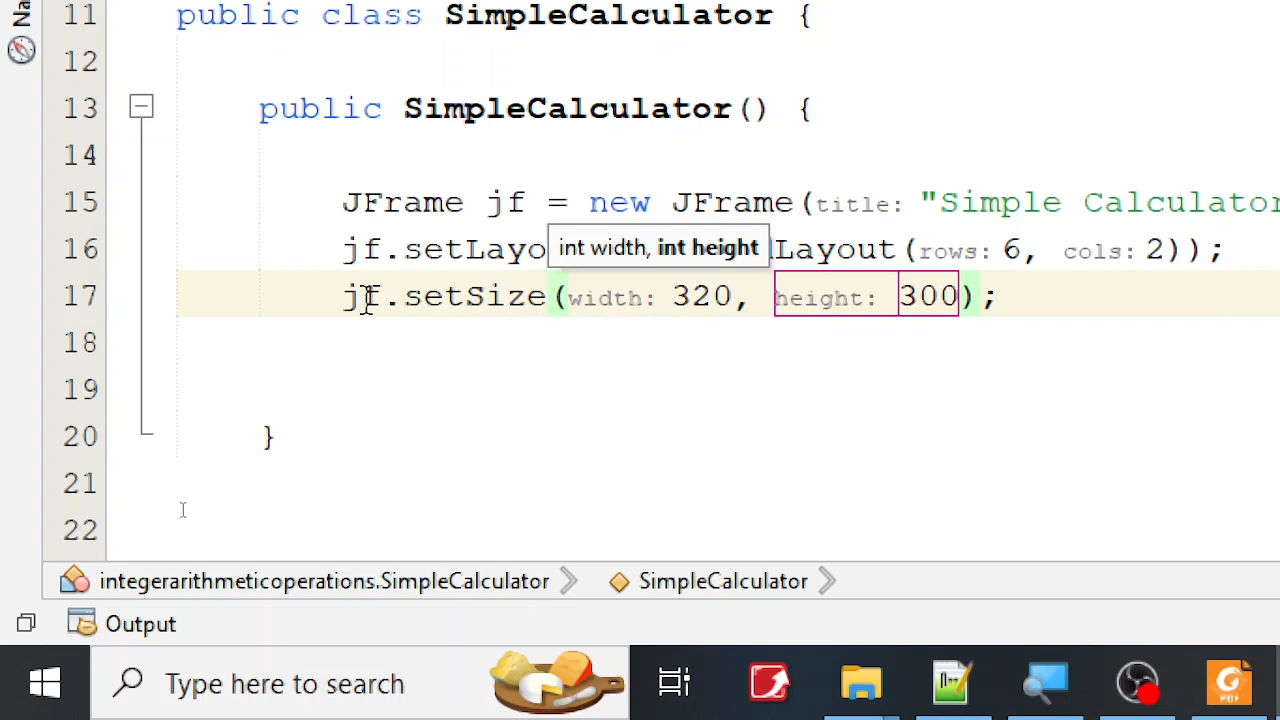 Na
11 public class SimpleCalculator {
12
13 public SimpleCalculator() {
14
15 JFrame jf = new JFrame(title: "Simple Calculator
int width, int height
16 jf.setLayo Layout(rows: 6, cols: 2));
17 jf.setSize(width: 320, height: 300);
18
19
20 }
21
22
integerarithmeticoperations.SimpleCalculator SimpleCalculator
Output
Type here to search